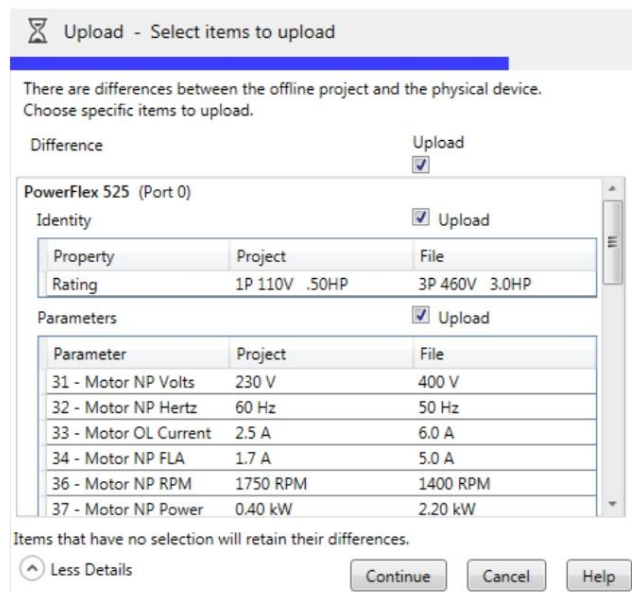 Upload - Select items to upload
There are differences between the offline project and the physical device.
Choose specific items to upload.
Difference Upload
PowerFlex 525 (Port 0)
Identity Upload
Property Project File
Rating 1P 110V .50HP 3P 460V 3.0HP
Parameters Upload
Parameter Project File
31 - Motor NP Volts 230 V 400 V
32 - Motor NP Hertz 60 Hz 50 Hz
33 - Motor OL Current 2.5 A 6.0 A
34 - Motor NP FLA 1.7 A 5.0 A
36 - Motor NP RPM 1750 RPM 1400 RPM
37 - Motor NP Power 0.40 kW 2.20 kW
Items that have no selection will retain their differences.
Less Details Continue Cancel Help